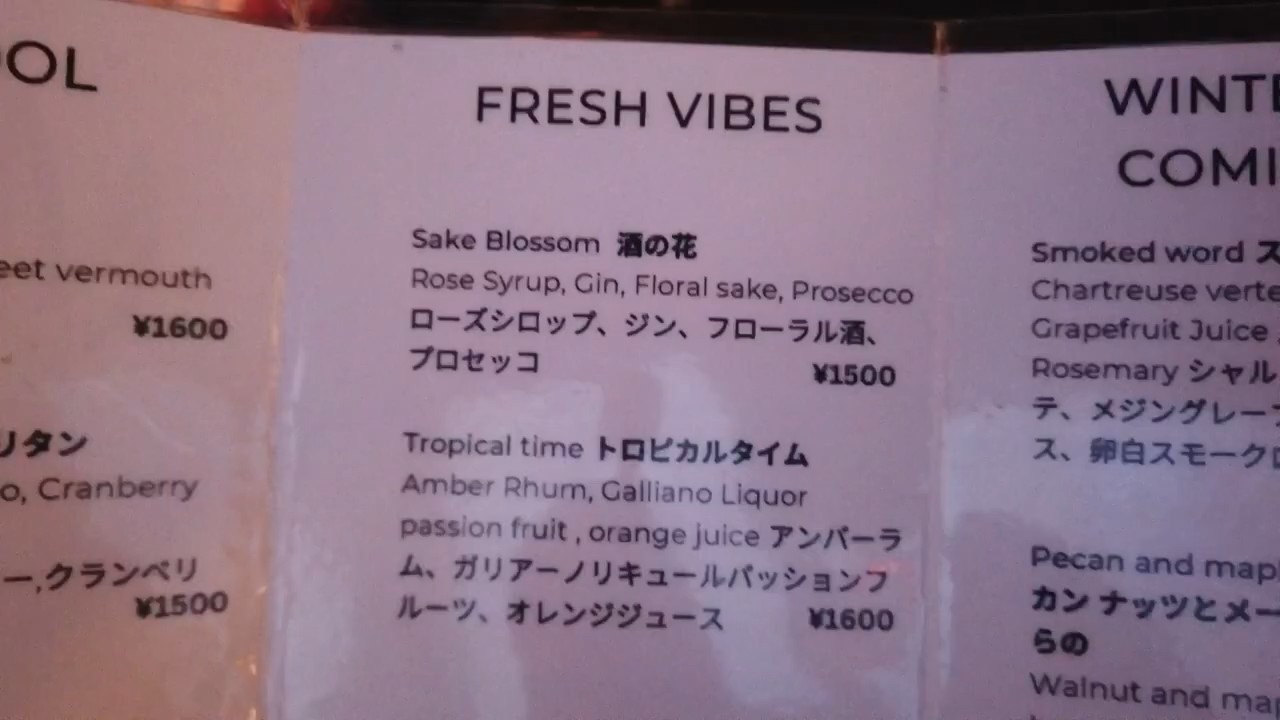 OL
eet vermouth
¥1600
リタン
o, Cranberry
ー,クランベリ
¥1500
FRESH VIBES
Sake Blossom 酒の花
Rose Syrup, Gin, Floral sake, Prosecco
ローズシロップ、ジン、フローラル酒、
プロセッコ ¥1500
Tropical time トロピカルタイム
Amber Rhum, Galliano Liquor
passion fruit , orange juice アンバーラ
ム、ガリアーノリキュールパッションフ
ルーツ、オレンジジュース ¥1600
WINT
COMI
Smoked word ス
Chartreuse verte
Grapefruit Juice
Rosemary シャル
テ、メジングレー
ス、卵白スモーク
Pecan and map
カン ナッツとメー
らの
Walnut and ma